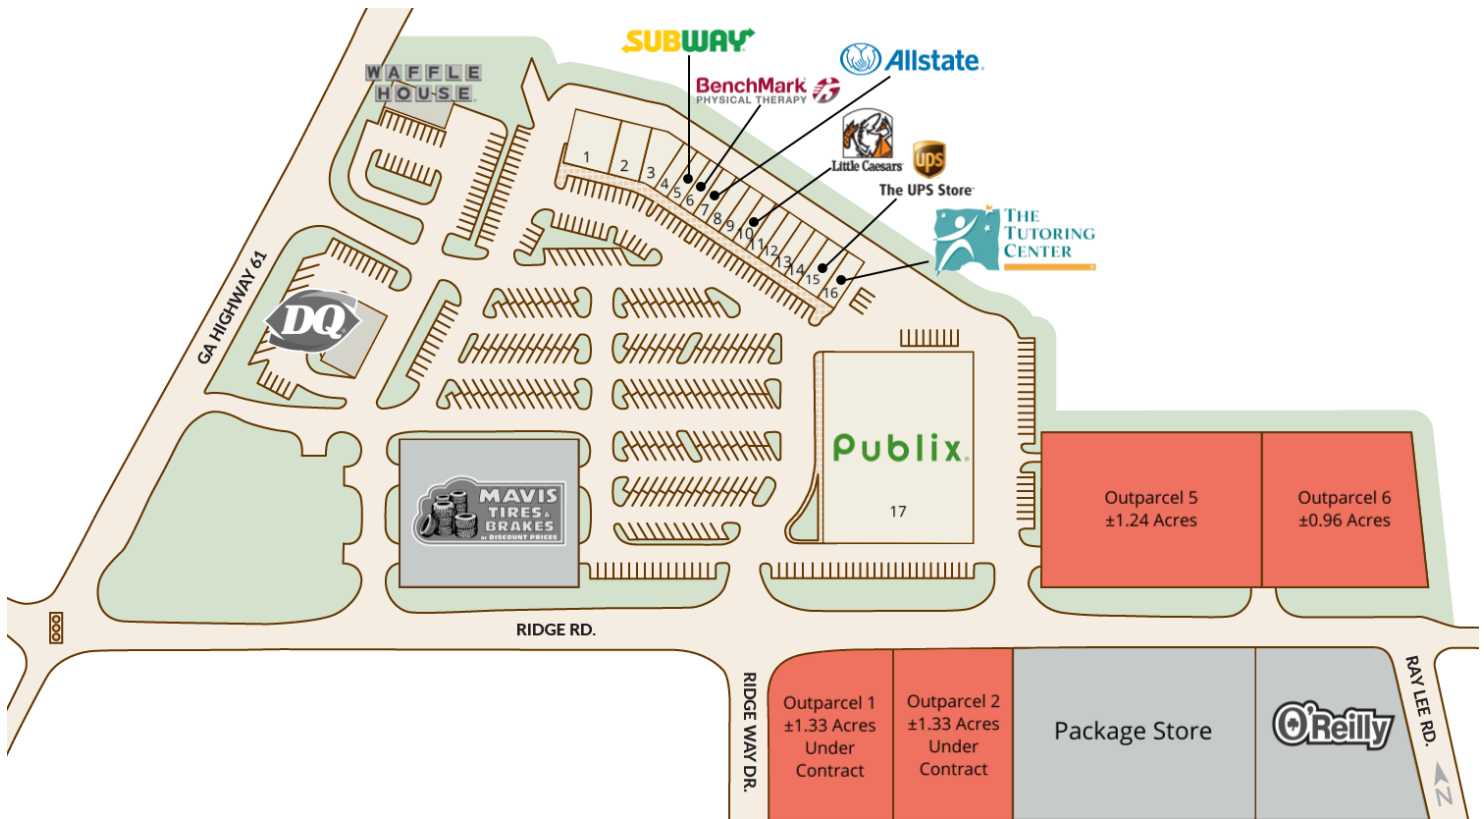 SUBWAY
WAFFLE
HOUSE
BenchMark
PHYSICAL THERAPY
Allstate
Little Caesars
ups
The UPS Store
THE
TUTORING
CENTER
1
2
3
4
5
6
7
8
9
10
11
12
13
14
15
16
GA HIGHWAY 61
DQ
Publix
17
MAVIS
TIRES &
BRAKES
at DISCOUNT PRICES
Outparcel 5
±1.24 Acres
Outparcel 6
±0.96 Acres
RIDGE RD.
RIDGE WAY DR.
Outparcel 1
±1.33 Acres
Under
Contract
Outparcel 2
±1.33 Acres
Under
Contract
Package Store
O'Reilly
RAY LEE RD.
N